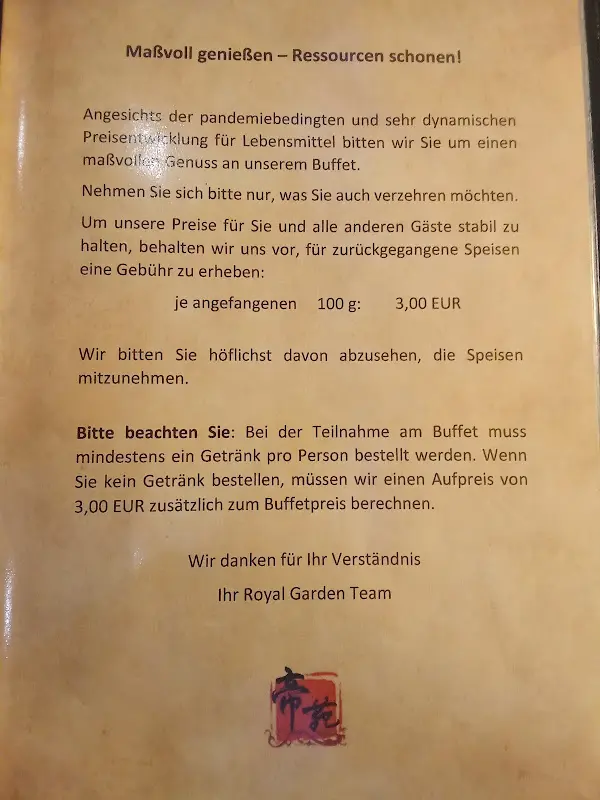 Maßvoll genießen – Ressourcen schonen!
Angesichts der pandemiebedingten und sehr dynamischen
Preisentwicklung für Lebensmittel bitten wir Sie um einen
maßvollen Genuss an unserem Buffet.
Nehmen Sie sich bitte nur, was Sie auch verzehren möchten.
Um unsere Preise für Sie und alle anderen Gäste stabil zu
halten, behalten wir uns vor, für zurückgegangene Speisen
eine Gebühr zu erheben:
je angefangenen 100 g: 3,00 EUR
Wir bitten Sie höflichst davon abzusehen, die Speisen
mitzunehmen.
Bitte beachten Sie: Bei der Teilnahme am Buffet muss
mindestens ein Getränk pro Person bestellt werden. Wenn
Sie kein Getränk bestellen, müssen wir einen Aufpreis von
3,00 EUR zusätzlich zum Buffetpreis berechnen.
Wir danken für Ihr Verständnis
Ihr Royal Garden Team
帝苑